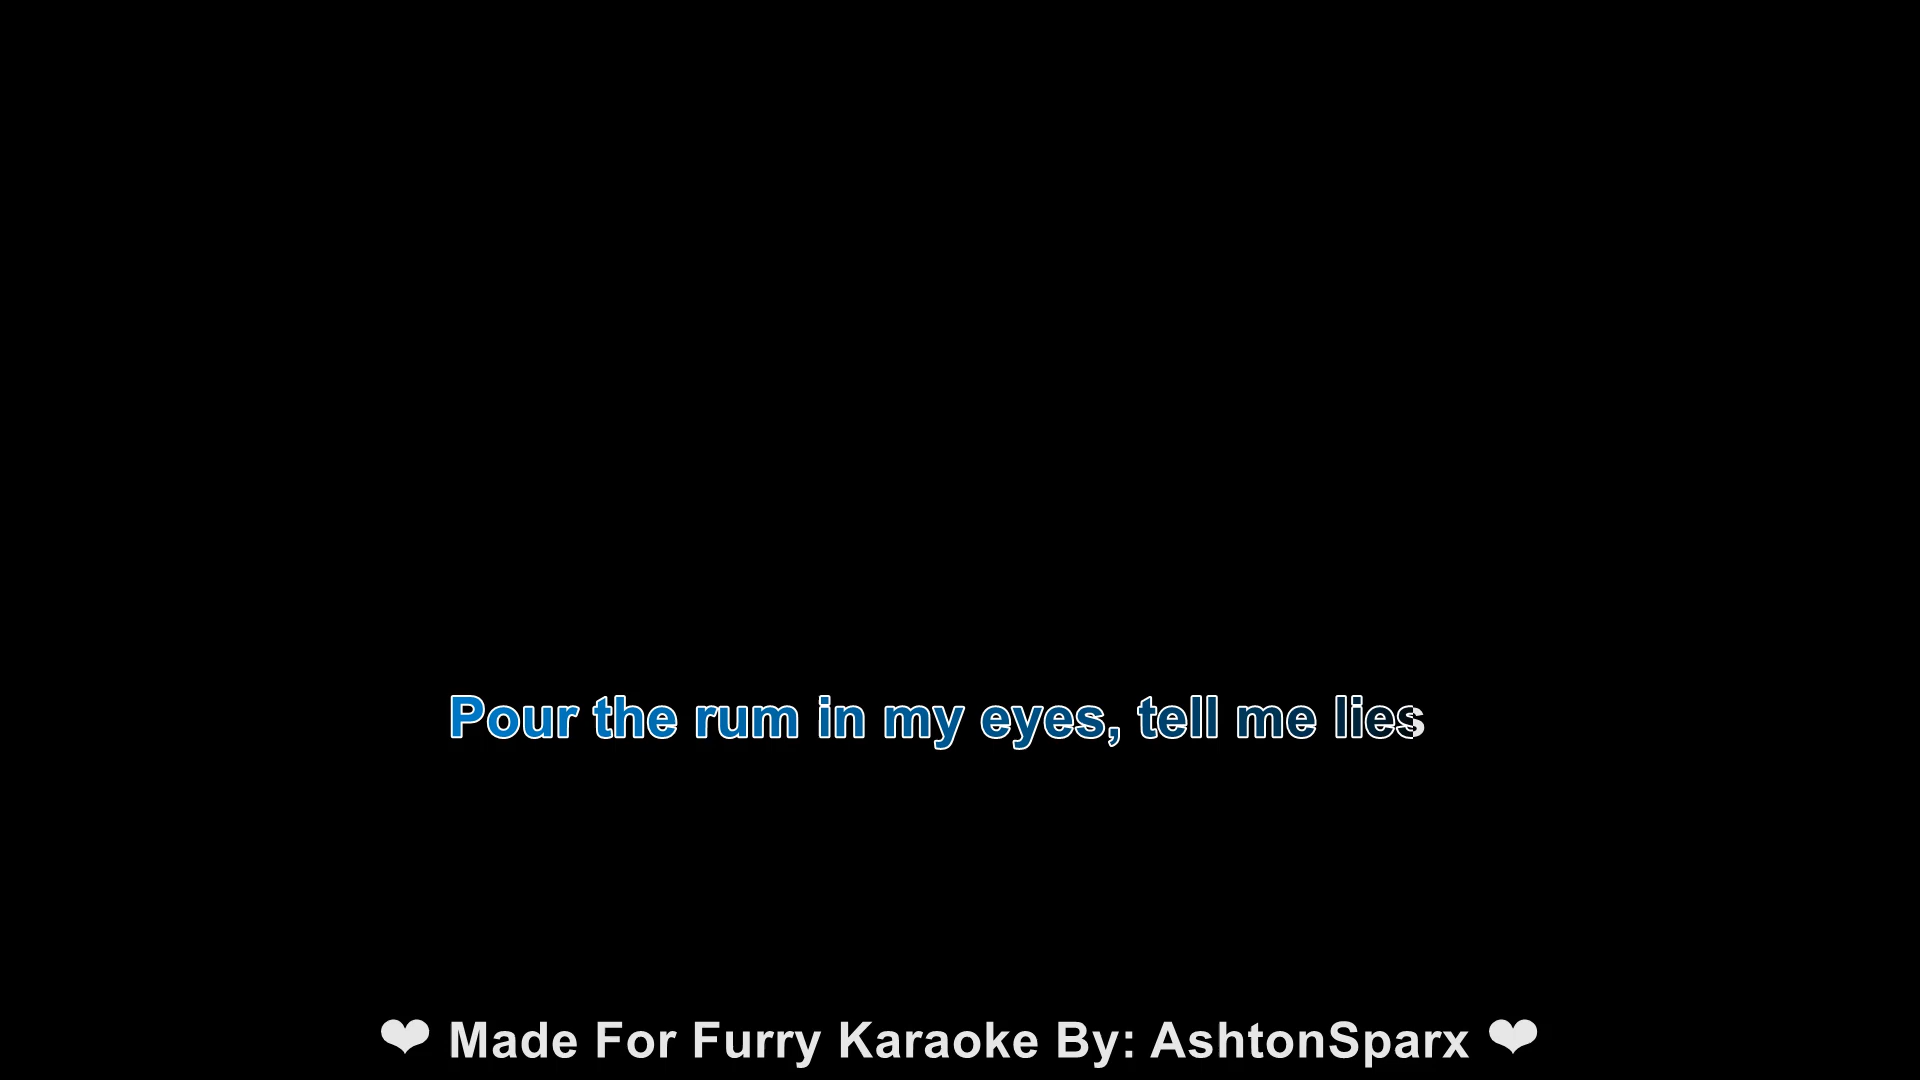 Pour the rum in my eyes, tell me lies
❤ Made For Furry Karaoke By: AshtonSparx ❤